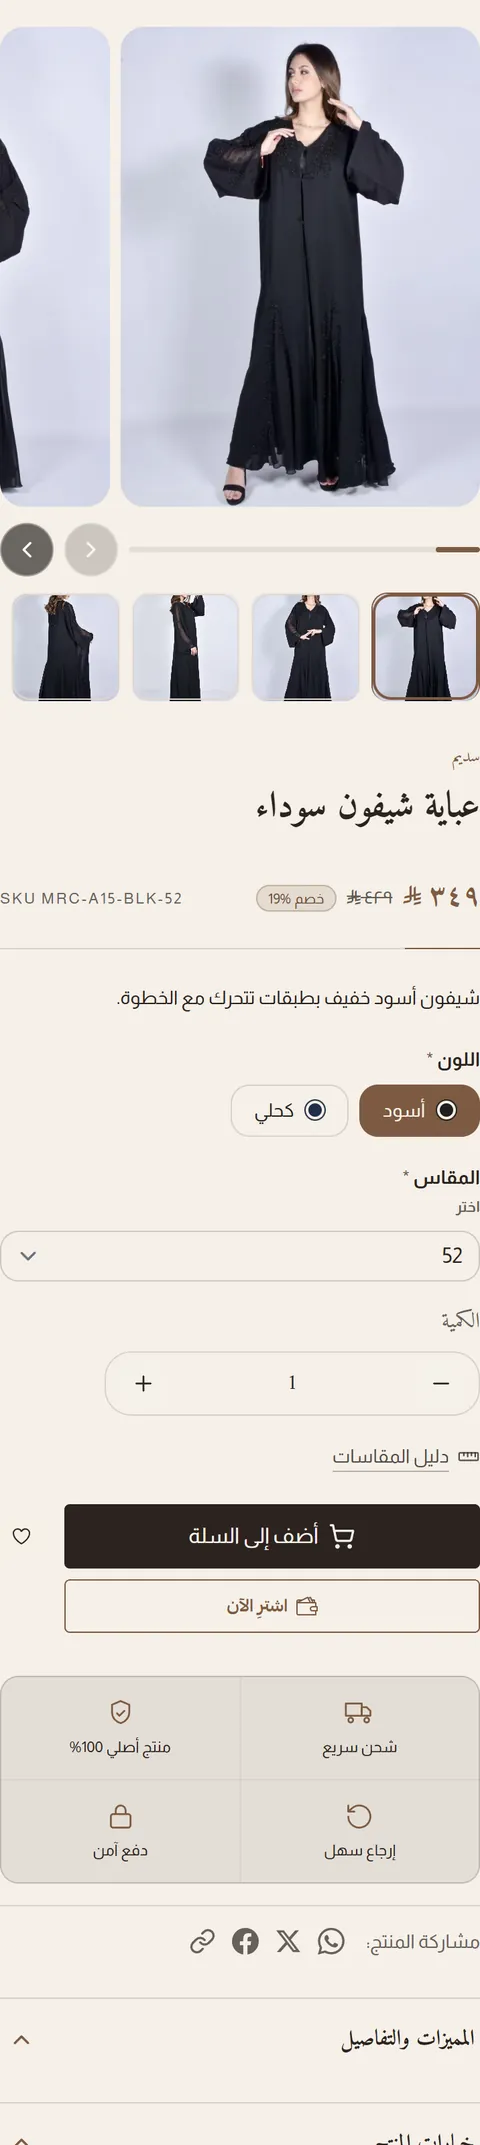 سديم
عباية شيفون سوداء
٣٤٩ ٤٢٩ خصم 19% SKU MRC-A15-BLK-52
شيفون أسود خفيف بطبقات تتحرك مع الخطوة.
اللون *
أسود كحلي
المقاس *
اختر
52
الكمية
− 1 +
دليل المقاسات
أضف إلى السلة
اشترِ الآن
شحن سريع منتج أصلي 100%
إرجاع سهل دفع آمن
مشاركة المنتج:
المميزات والتفاصيل